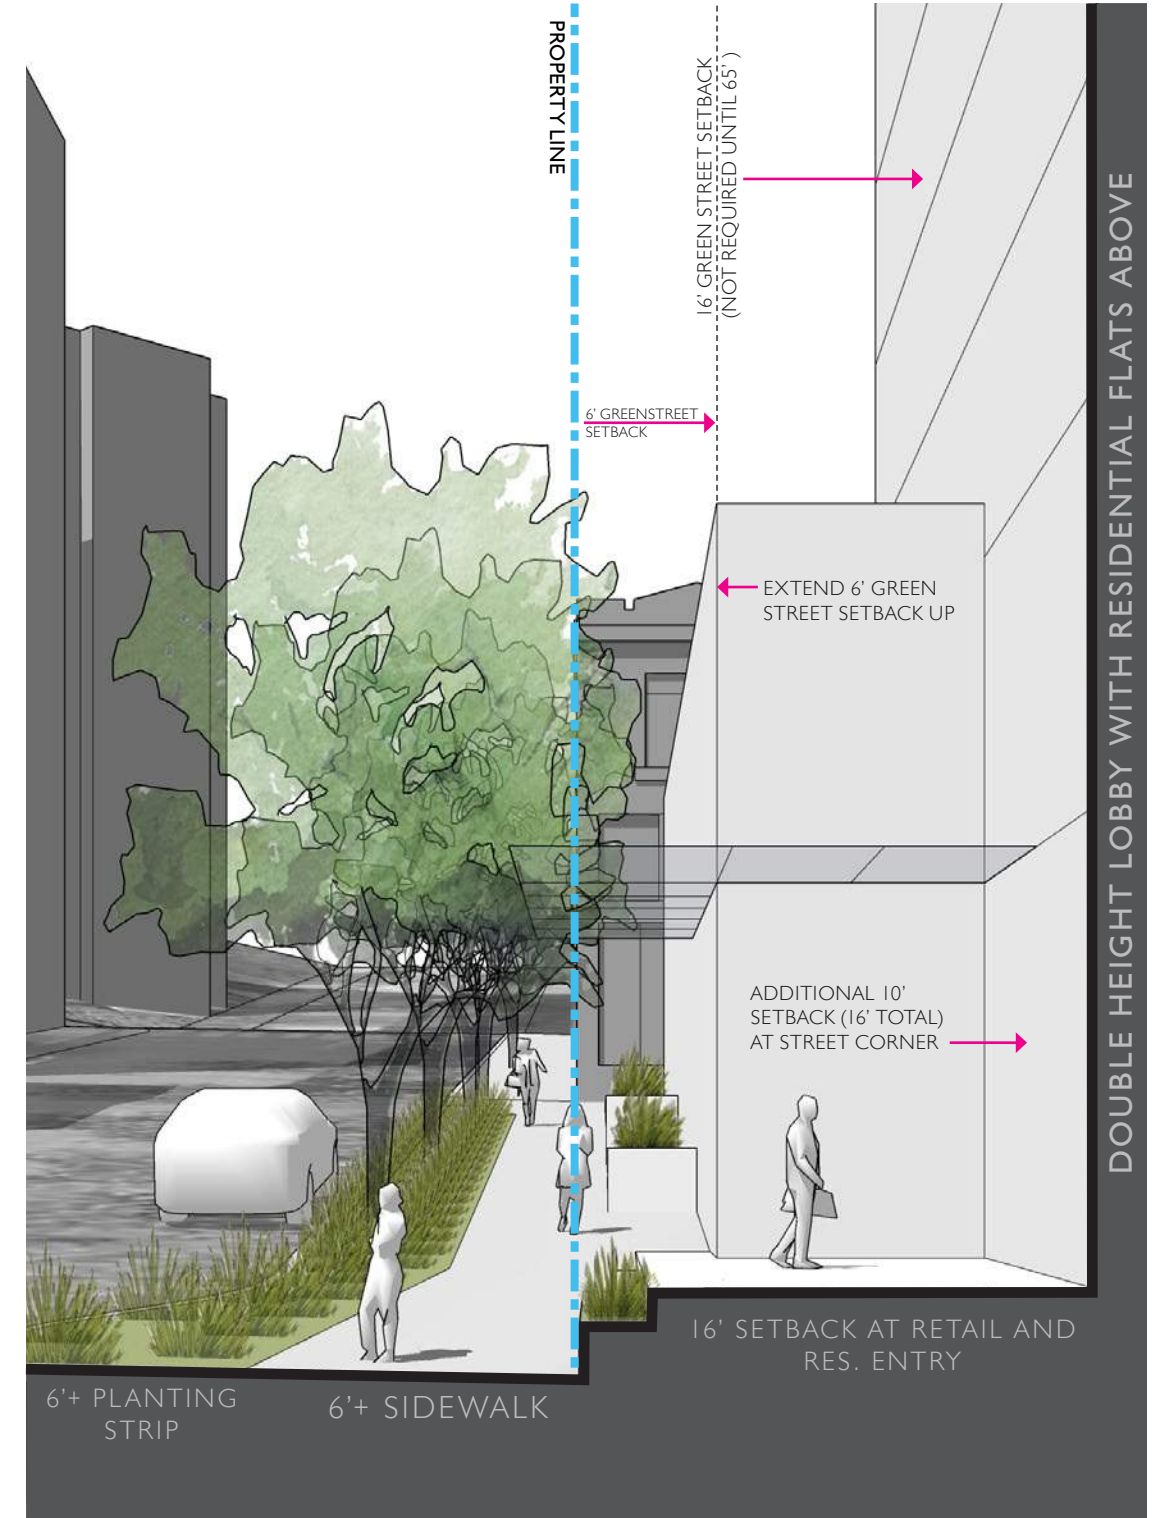 PROPERTY LINE
16' GREEN STREET SETBACK
(NOT REQUIRED UNTIL 65' )
6' GREENSTREET
SETBACK
EXTEND 6' GREEN
STREET SETBACK UP
ADDITIONAL 10'
SETBACK (16' TOTAL)
AT STREET CORNER
DOUBLE HEIGHT LOBBY WITH RESIDENTIAL FLATS ABOVE
16' SETBACK AT RETAIL AND
RES. ENTRY
6'+ PLANTING
STRIP
6'+ SIDEWALK